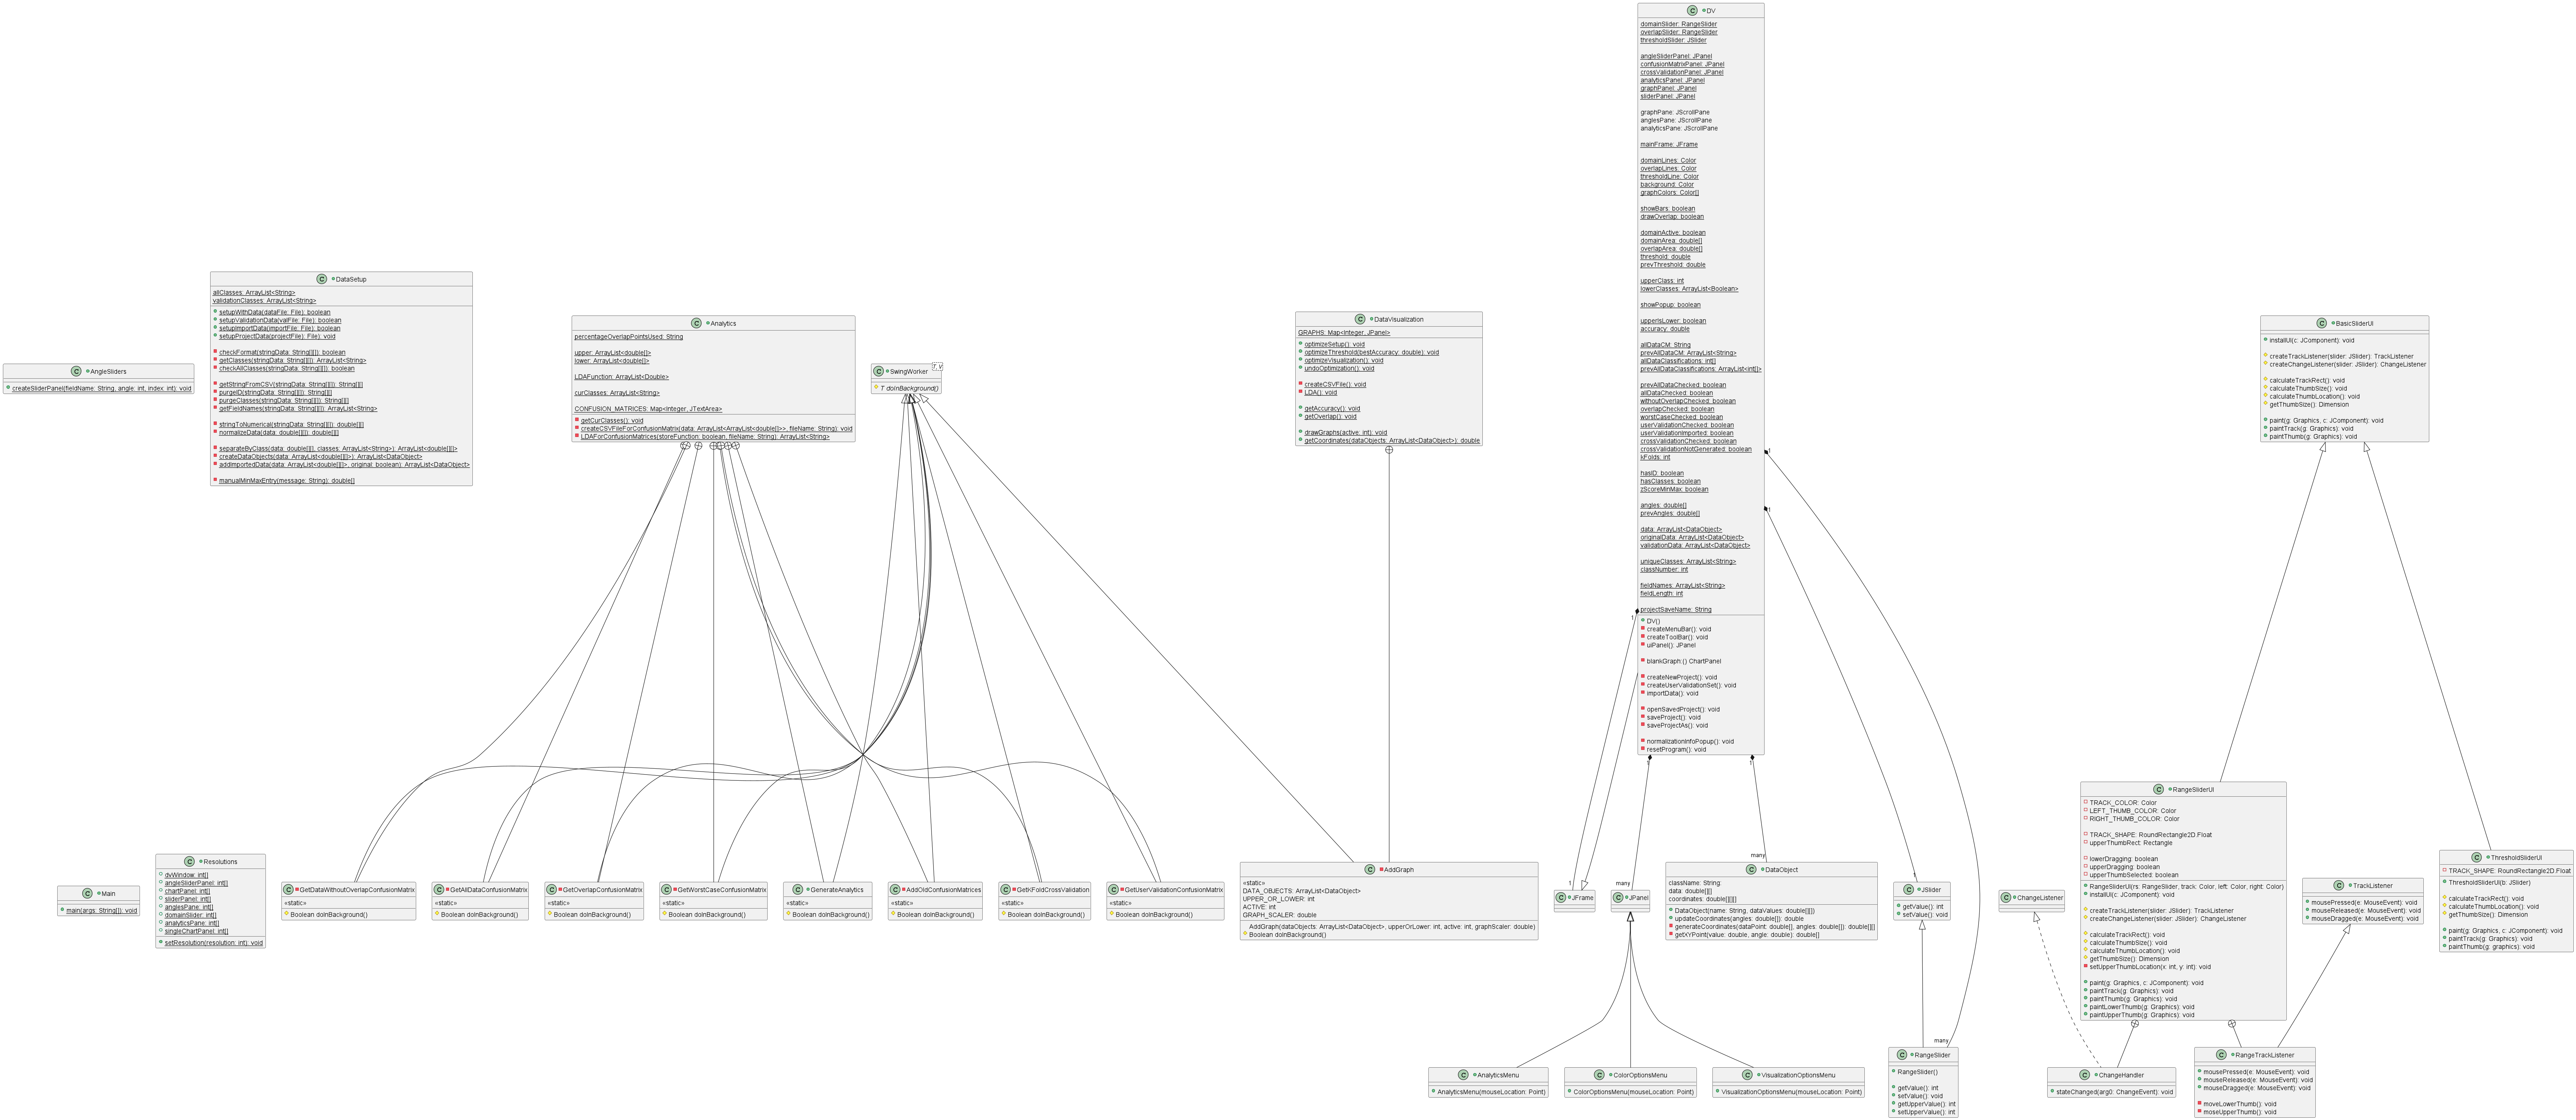 C DV
domainSlider: RangeSlider
overlapSlider: RangeSlider
thresholdSlider: JSlider
angleSliderPanel: JPanel
confusionMatrixPanel: JPanel
crossValidationPanel: JPanel
analyticsPanel: JPanel
graphPanel: JPanel
sliderPanel: JPanel
graphPane: JScrollPane
anglesPane: JScrollPane
analyticsPane: JScrollPane
mainFrame: JFrame
domainLines: Color
overlapLines: Color
thresholdLine: Color
background: Color
graphColors: Color[]
showBars: boolean
drawOverlap: boolean
domainActive: boolean
domainArea: double[]
overlapArea: double[]
threshold: double
prevThreshold: double
upperClass: int
lowerClasses: ArrayList<Boolean>
showPopup: boolean
upperIsLower: boolean
accuracy: double
allDataCM: String
prevAllDataCM: ArrayList<String>
allDataClassifications: int[]
prevAllDataClassifications: ArrayList<int[]>
prevAllDataChecked: boolean
allDataChecked: boolean
withoutOverlapChecked: boolean
overlapChecked: boolean
worstCaseChecked: boolean
userValidationChecked: boolean
userValidationImported: boolean
crossValidationChecked: boolean
crossValidationNotGenerated: boolean
kFolds: int
hasID: boolean
hasClasses: boolean
zScoreMinMax: boolean
angles: double[]
prevAngles: double[]
data: ArrayList<DataObject>
originalData: ArrayList<DataObject>
validationData: ArrayList<DataObject>
uniqueClasses: ArrayList<String>
classNumber: int
fieldNames: ArrayList<String>
fieldLength: int
projectSaveName: String
DV()
createMenuBar(): void
createToolBar(): void
uiPanel(): JPanel
blankGraph:() ChartPanel
createNewProject(): void
createUserValidationSet(): void
importData(): void
openSavedProject(): void
saveProject(): void
saveProjectAs(): void
normalizationInfoPopup(): void
resetProgram(): void
C AngleSliders
createSliderPanel(fieldName: String, angle: int, index: int): void
C DataSetup
allClasses: ArrayList<String>
validationClasses: ArrayList<String>
setupWithData(dataFile: File): boolean
setupValidationData(valFile: File): boolean
setupImportData(importFile: File): boolean
setupProjectData(projectFile): File): void
checkFormat(stringData: String[][]): boolean
getClasses(stringData: String[][]): ArrayList<String>
checkAllClasses(stringData: String[][]): boolean
getStringFromCSV(stringData: String[][]): String[][]
purgeID(stringData: String[][]): String[][]
purgeClasses(stringData: String[][]): String[][]
getFieldNames(stringData: String[][]): ArrayList<String>
stringToNumerical(stringData: String[][]): double[][]
normalizeData(data: double[][]): double[][]
separateByClass(data: double[][], classes: ArrayList<String>): ArrayList<double[][]>
createDataObjects(data: ArrayList<double[][]>): ArrayList<DataObject>
addImportedData(data: ArrayList<double[][]>, original: boolean): ArrayList<DataObject>
manualMinMaxEntry(message: String): double[]
C Analytics
percentageOverlapPointsUsed: String
upper: ArrayList<double[]>
lower: ArrayList<double[]>
LDAFunction: ArrayList<Double>
curClasses: ArrayList<String>
CONFUSION_MATRICES: Map<Integer, JTextArea>
getCurClasses(): void
createCSVFileForConfusionMatrix(data: ArrayList<ArrayList<double[]>>, fileName: String): void
LDAForConfusionMatrices(storeFunction: boolean, fileName: String): ArrayList<String>
C SwingWorker T, V
T doInBackground()
C DataVisualization
GRAPHS: Map<Integer, JPanel>
optimizeSetup(): void
optimizeThreshold(bestAccuracy: double): void
optimizeVisualization(): void
undoOptimization(): void
createCSVFile(): void
LDA(): void
getAccuracy(): void
getOverlap(): void
drawGraphs(active: int): void
getCoordinates(dataObjects: ArrayList<DataObject>): double
C BasicSliderUI
installUI(c: JComponent): void
createTrackListener(slider: JSlider): TrackListener
createChangeListener(slider: JSlider): ChangeListener
calculateTrackRect(): void
calculateThumbSize(): void
calculateThumbLocation(): void
getThumbSize(): Dimension
paint(g: Graphics, c: JComponent): void
paintTrack(g: Graphics): void
paintThumb(g: Graphics): void
1
1
1
1
1
many
many
1
1
many
C RangeSliderUI
TRACK_COLOR: Color
LEFT_THUMB_COLOR: Color
RIGHT_THUMB_COLOR: Color
TRACK_SHAPE: RoundRectangle2D.Float
upperThumbRect: Rectangle
lowerDragging: boolean
upperDragging: boolean
upperThumbSelected: boolean
RangeSliderUI(rs: RangeSlider, track: Color, left: Color, right: Color)
installUI(c: JComponent): void
createTrackListener(slider: JSlider): TrackListener
createChangeListener(slider: JSlider): ChangeListener
calculateTrackRect(): void
calculateThumbSize(): void
calculateThumbLocation(): void
getThumbSize(): Dimension
setUpperThumbLocation(x: int, y: int): void
paint(g: Graphics, c: JComponent): void
paintTrack(g: Graphics): void
paintThumb(g: Graphics): void
paintLowerThumb(g: Graphics): void
paintUpperThumb(g: Graphics): void
C ThresholdSliderUI
TRACK_SHAPE: RoundRectangle2D.Float
ThresholdSliderUI(b: JSlider)
calculateTrackRect(): void
calculateThumbLocation(): void
getThumbSize(): Dimension
paint(g: Graphics, c: JComponent): void
paintTrack(g: Graphics): void
paintThumb(g: graphics): void
C Main
main(args: String[]): void
C Resolutions
dvWindow: int[]
angleSliderPanel: int[]
chartPanel: int[]
sliderPanel: int[]
anglesPane: int[]
domainSlider: int[]
analyticsPane: int[]
singleChartPanel: int[]
setResolution(resolution: int): void
C GetDataWithoutOverlapConfusionMatrix
«static»
Boolean doInBackground()
C GetAllDataConfusionMatrix
«static»
Boolean doInBackground()
C GetOverlapConfusionMatrix
«static»
Boolean doInBackground()
C GetWorstCaseConfusionMatrix
«static»
Boolean doInBackground()
C GenerateAnalytics
«static»
Boolean doInBackground()
C AddOldConfusionMatrices
«static»
Boolean doInBackground()
C GetKFoldCrossValidation
«static»
Boolean doInBackground()
C GetUserValidationConfusionMatrix
«static»
Boolean doInBackground()
C AddGraph
«static»
DATA_OBJECTS: ArrayList<DataObject>
UPPER_OR_LOWER: int
ACTIVE: int
GRAPH_SCALER: double
AddGraph(dataObjects: ArrayList<DataObject>, upperOrLower: int, active: int, graphScaler: double)
Boolean doInBackground()
C JFrame
C JPanel
C DataObject
className: String:
data: double[][]
coordinates: double[][][]
DataObject(name: String, dataValues: double[][])
updateCoordinates(angles: double[]): double
generateCoordinates(dataPoint: double[], angles: double[]): double[][]
getXYPoint(value: double, angle: double): double[]
C JSlider
getValue(): int
setValue(): void
C ChangeListener
C TrackListener
mousePressed(e: MouseEvent): void
mouseReleased(e: MouseEvent): void
mouseDragged(e: MouseEvent): void
C AnalyticsMenu
AnalyticsMenu(mouseLocation: Point)
C ColorOptionsMenu
ColorOptionsMenu(mouseLocation: Point)
C VisualizationOptionsMenu
VisualizationOptionsMenu(mouseLocation: Point)
C RangeSlider
RangeSlider()
getValue(): int
setValue(): void
getUpperValue(): int
setUpperValue(): int
C ChangeHandler
stateChanged(arg0: ChangeEvent): void
C RangeTrackListener
mousePressed(e: MouseEvent): void
mouseReleased(e: MouseEvent): void
mouseDragged(e: MouseEvent): void
moveLowerThumb(): void
moseUpperThumb(): void